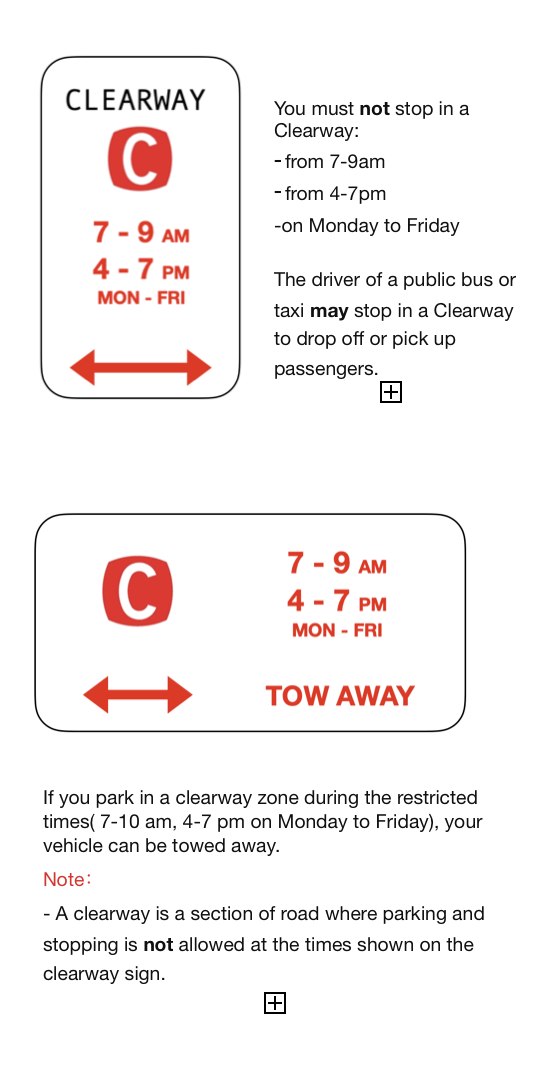 CLEARWAY
C
7 - 9 AM
4 - 7 PM
MON - FRI
You must not stop in a
Clearway:
- from 7-9am
- from 4-7pm
-on Monday to Friday
The driver of a public bus or
taxi may stop in a Clearway
to drop off or pick up
passengers.
C
7 - 9 AM
4 - 7 PM
MON - FRI
TOW AWAY
If you park in a clearway zone during the restricted
times( 7-10 am, 4-7 pm on Monday to Friday), your
vehicle can be towed away.
Note:
- A clearway is a section of road where parking and
stopping is not allowed at the times shown on the
clearway sign.